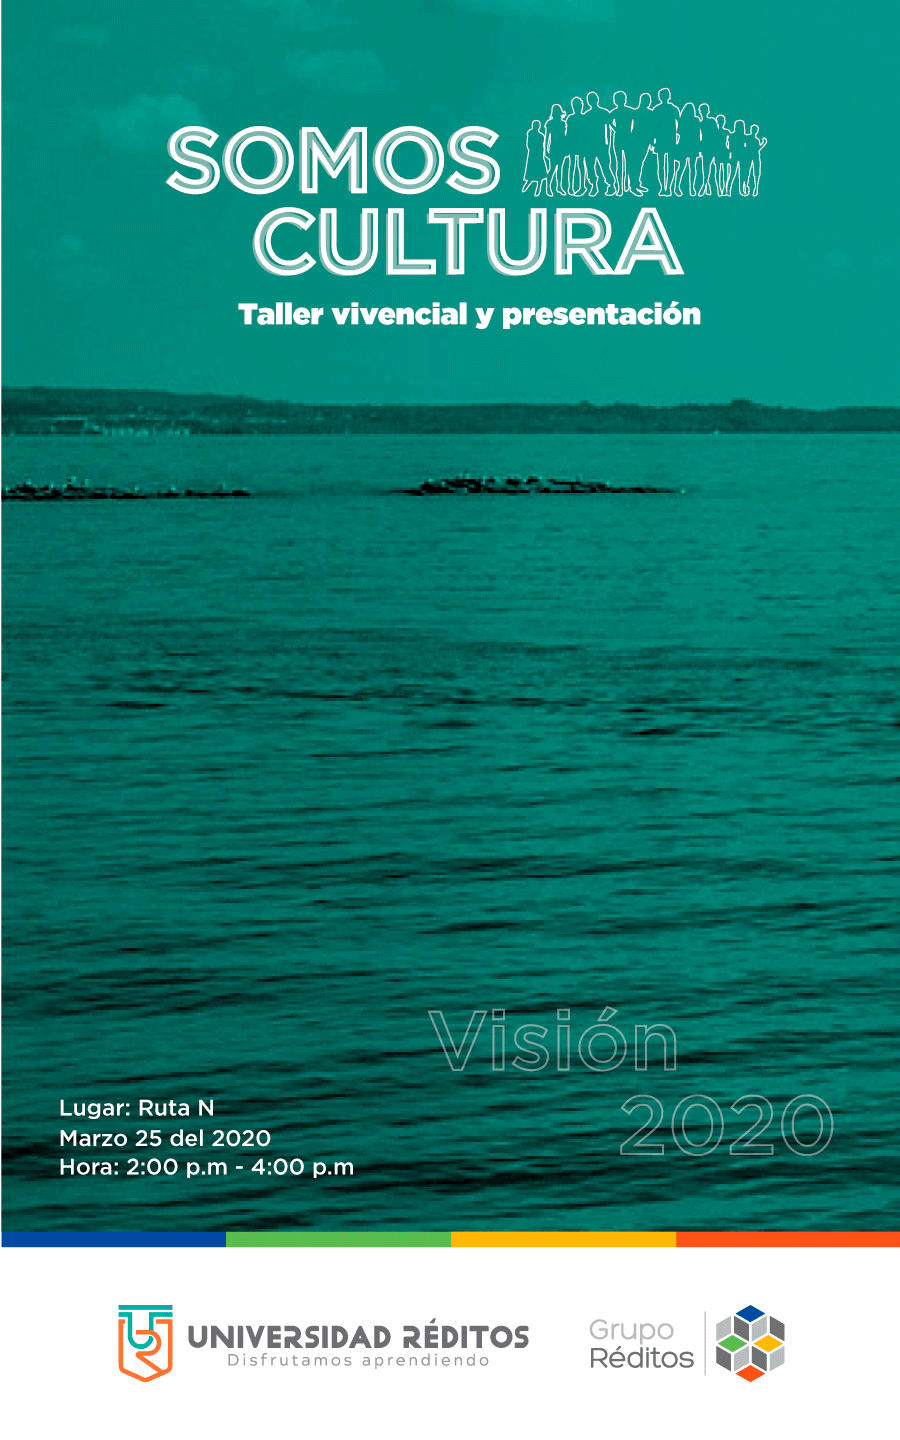 SOMOS
CULTURA
Taller vivencial y presentación
Visión
2020
Lugar: Ruta N
Marzo 25 del 2020
Hora: 2:00 p.m - 4:00 p.m
UNIVERSIDAD RÉDITOS
Disfrutamos aprendiendo
Grupo
Réditos